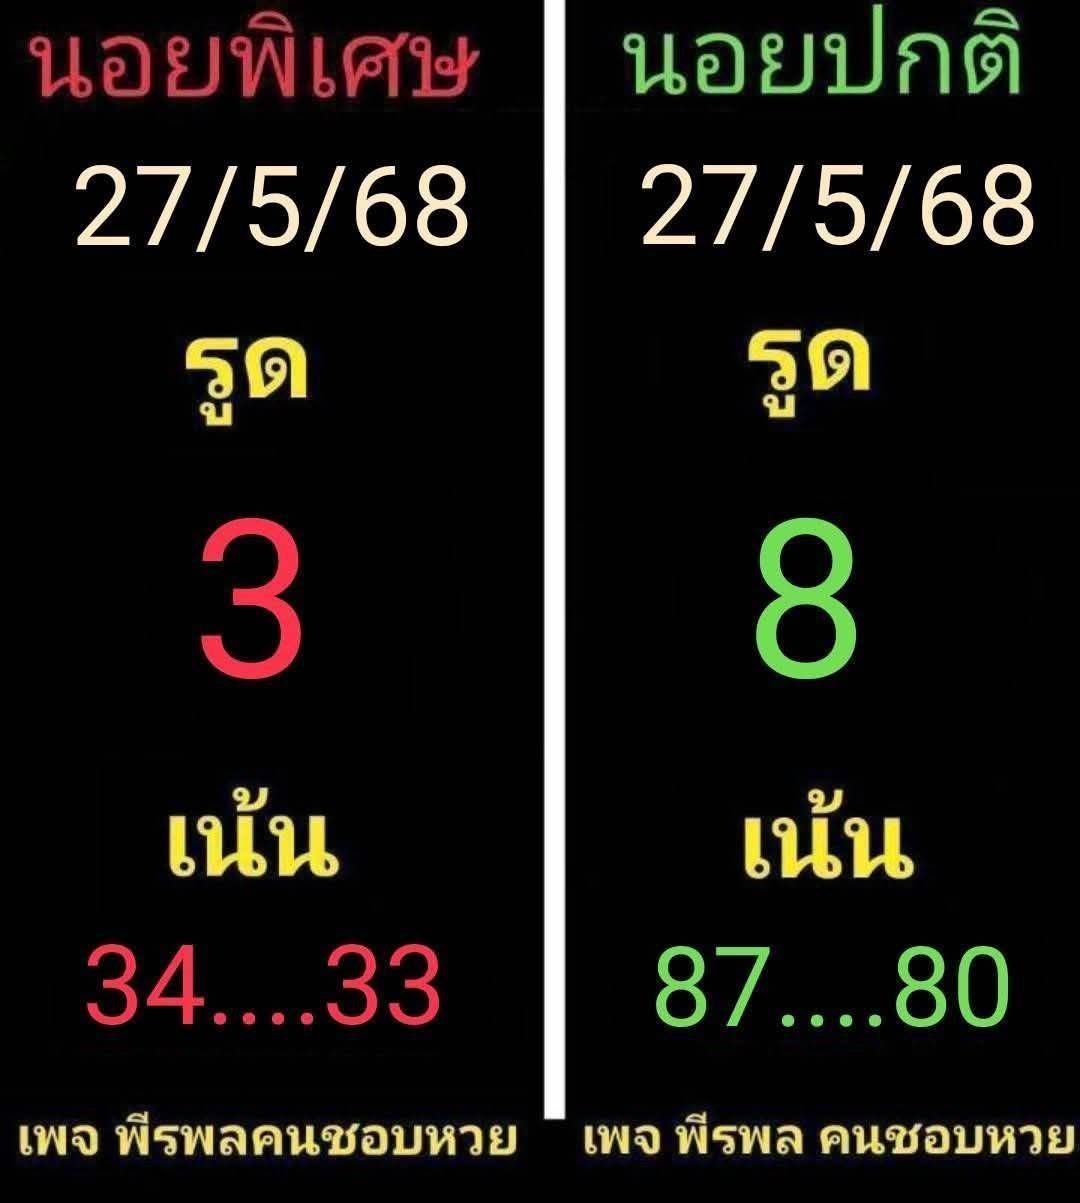 นอยพิเศษ
27/5/68
รูด
3
เน้น
34....33
เพจ พีรพลคนชอบหวย
นอยปกติ
27/5/68
รูด
8
เน้น
87....80
เพจ พีรพล คนชอบหวย